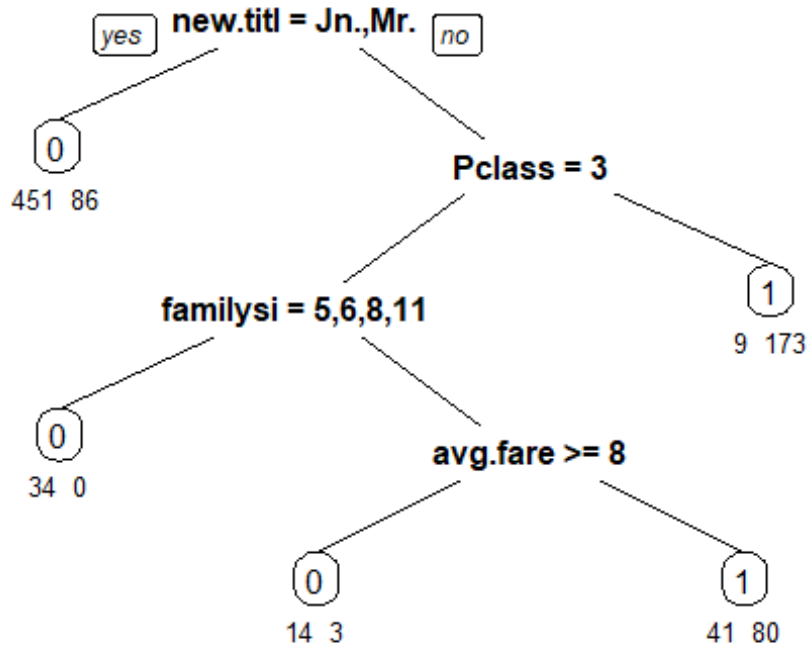 yes new.titl = Jn.,Mr. no
0
451 86
Pclass = 3
1
9 173
familysi = 5,6,8,11
0
34 0
avg.fare >= 8
0
14 3
1
41 80